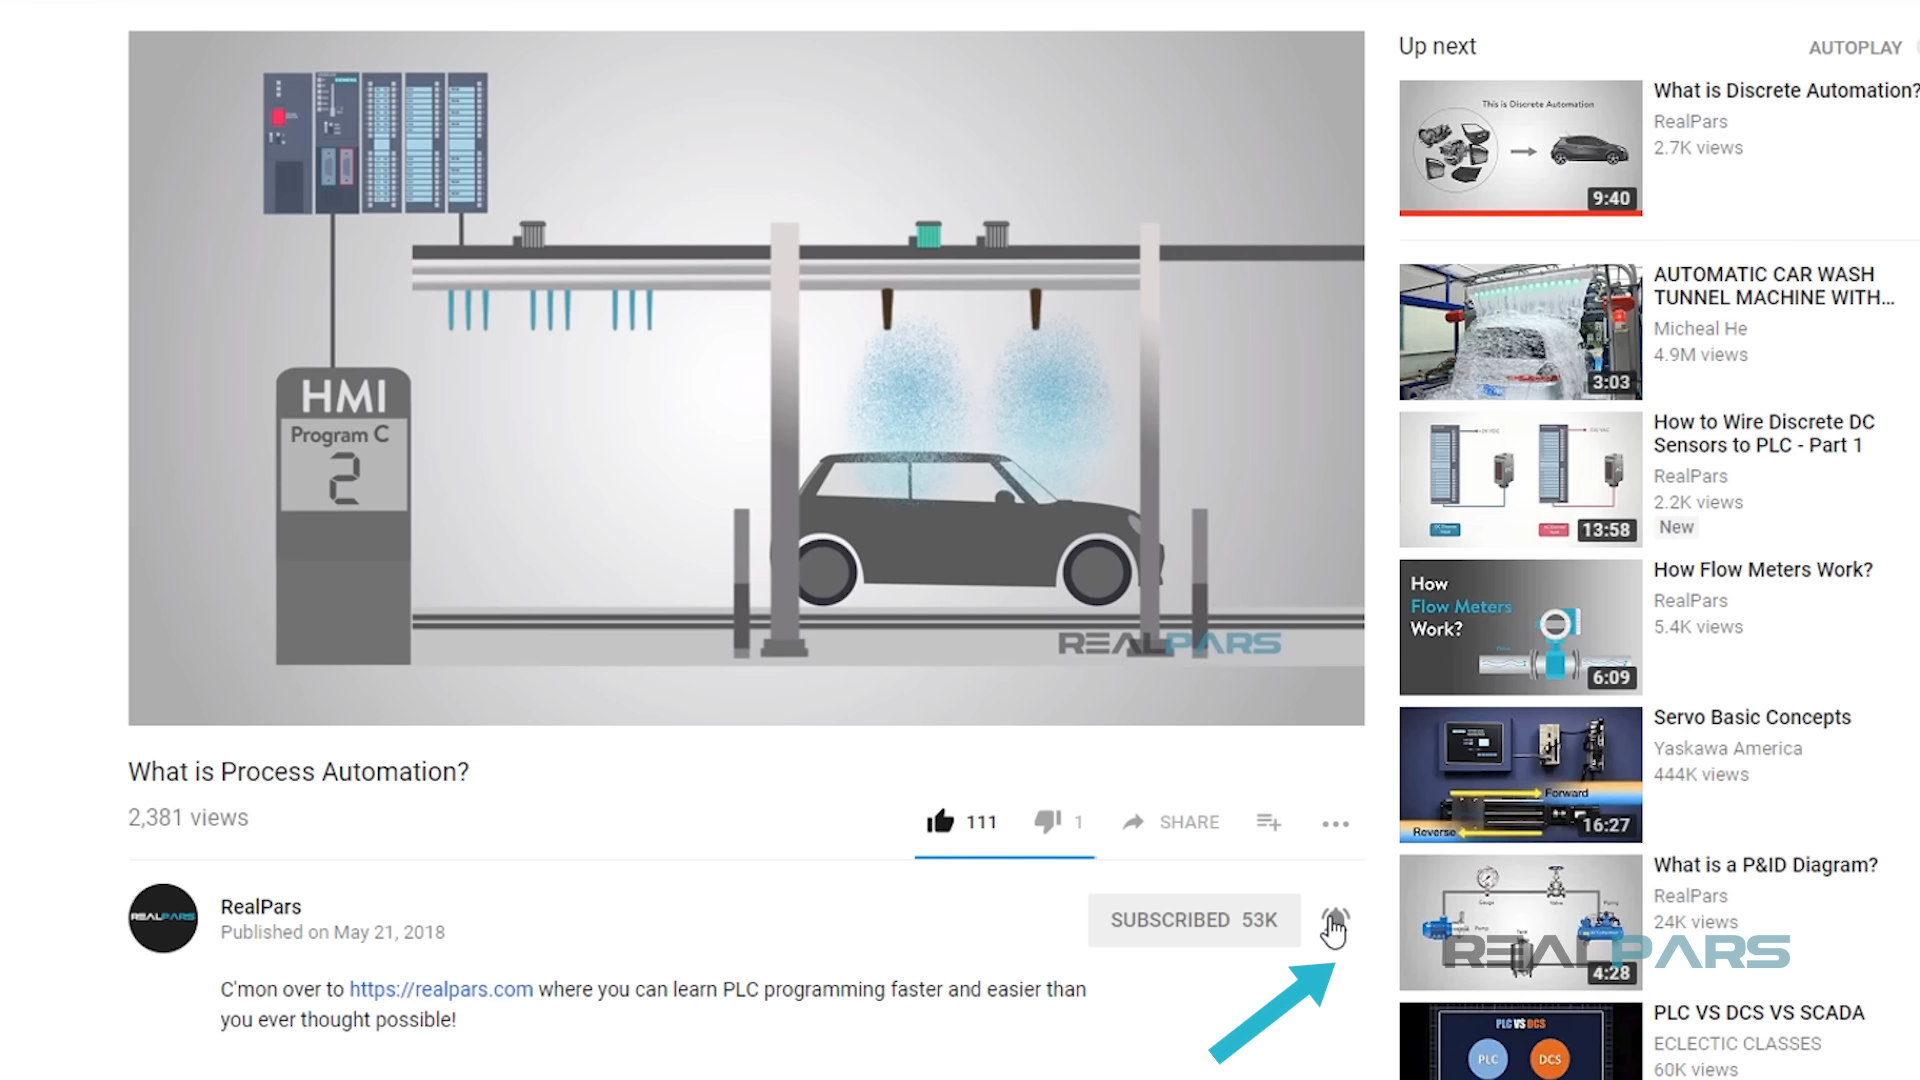 SIEMENS
HMI
Program C
2
REALPARS
What is Process Automation?
2,381 views
111
1
SHARE
REALPARS
RealPars
Published on May 21, 2018
SUBSCRIBED 53K
C'mon over to https://realpars.com where you can learn PLC programming faster and easier than
you ever thought possible!
Up next
AUTOPLAY
This is Discrete Automation
9:40
What is Discrete Automation?
RealPars
2.7K views
3:03
AUTOMATIC CAR WASH
TUNNEL MACHINE WITH...
Micheal He
4.9M views
13:58
How to Wire Discrete DC
Sensors to PLC - Part 1
RealPars
2.2K views
New
How
Flow Meters
Work?
6:09
How Flow Meters Work?
RealPars
5.4K views
Forward
Reverse
16:27
Servo Basic Concepts
Yaskawa America
444K views
Gauge
Valve
Piping
Pump
Tank
4:28
What is a P&ID Diagram?
RealPars
24K views
REALPARS
PLC VS DCS
PLC
DCS
PLC VS DCS VS SCADA
ECLECTIC CLASSES
60K views